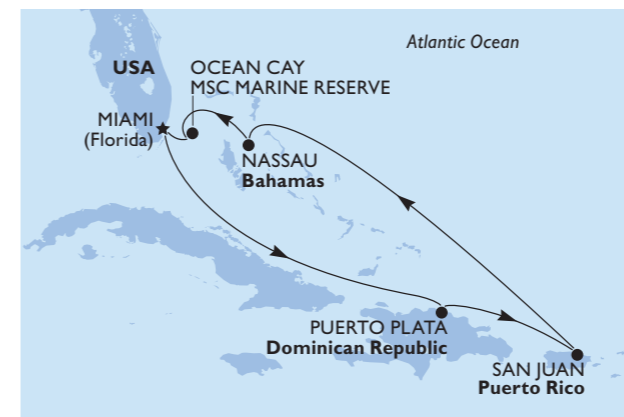 Atlantic Ocean
USA
OCEAN CAY
MSC MARINE RESERVE
MIAMI
(Florida)
NASSAU
Bahamas
PUERTO PLATA
Dominican Republic
SAN JUAN
Puerto Rico